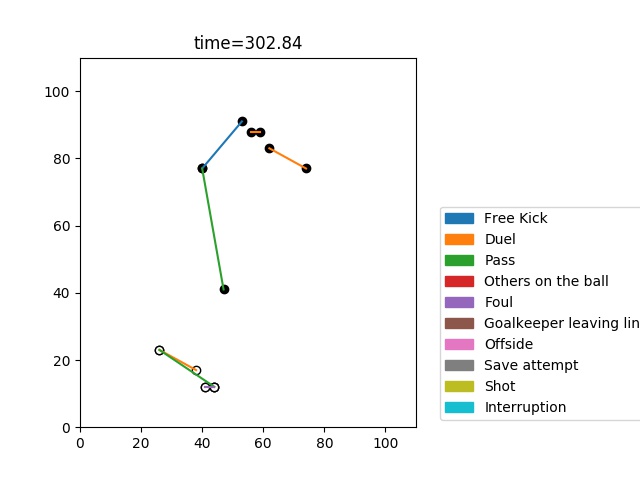 time=302.84
100
80
60
40
20
0
0 20 40 60 80 100
Free Kick
Duel
Pass
Others on the ball
Foul
Goalkeeper leaving lin
Offside
Save attempt
Shot
Interruption